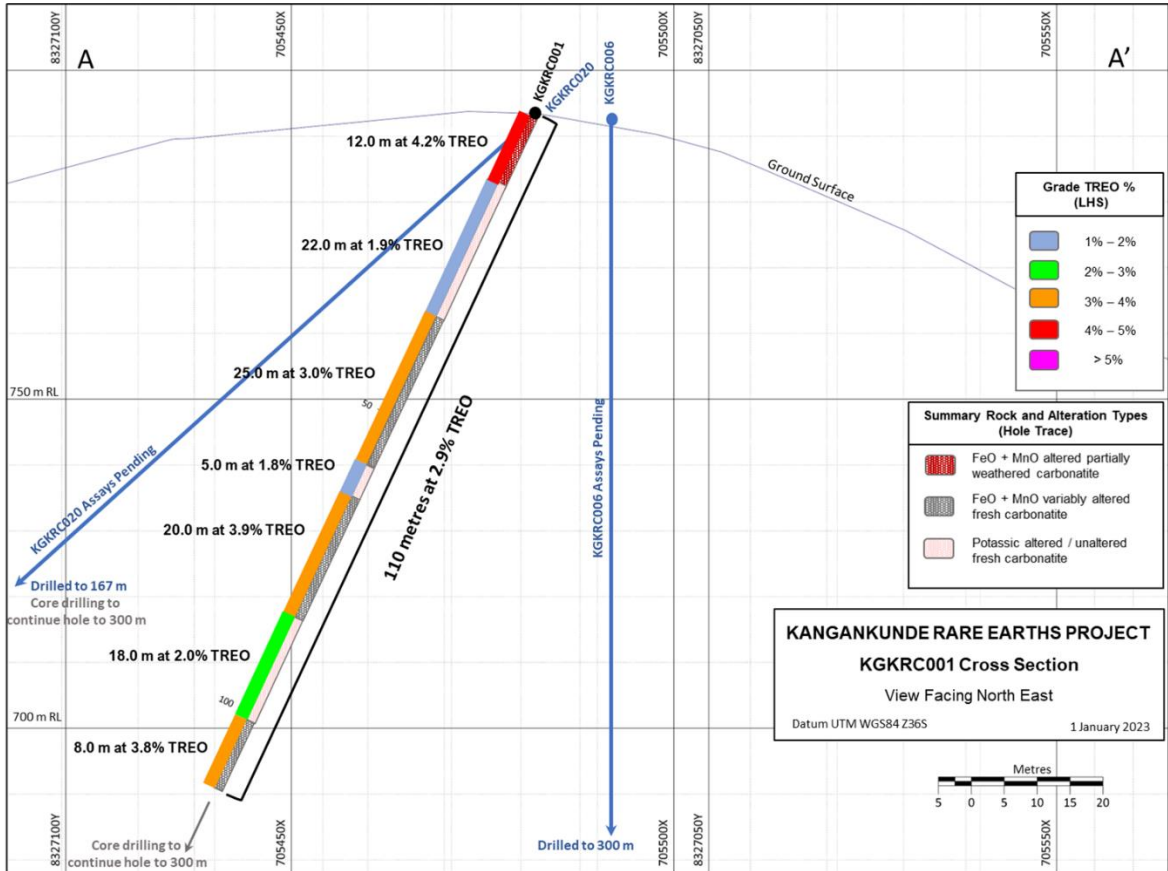 8327100Y
705450X
705500X
8327050Y
705550X
A
A'
KGKRC001
KGKRC020
KGKRC006
12.0 m at 4.2% TREO
22.0 m at 1.9% TREO
25.0 m at 3.0% TREO
5.0 m at 1.8% TREO
20.0 m at 3.9% TREO
18.0 m at 2.0% TREO
8.0 m at 3.8% TREO
110 metres at 2.9% TREO
50
100
750 m RL
700 m RL
Ground Surface
KGKRC020 Assays Pending
Drilled to 167 m
Core drilling to
continue hole to 300 m
KGKRC006 Assays Pending
Drilled to 300 m
Core drilling to
continue hole to 300 m
Grade TREO %
(LHS)
1% – 2%
2% – 3%
3% – 4%
4% – 5%
> 5%
Summary Rock and Alteration Types
(Hole Trace)
FeO + MnO altered partially
weathered carbonatite
FeO + MnO variably altered
fresh carbonatite
Potassic altered / unaltered
fresh carbonatite
KANGANKUNDE RARE EARTHS PROJECT
KGKRC001 Cross Section
View Facing North East
Datum UTM WGS84 Z36S
1 January 2023
Metres
5 0 5 10 15 20
8327100Y
705450X
705500X
8327050Y
705550X